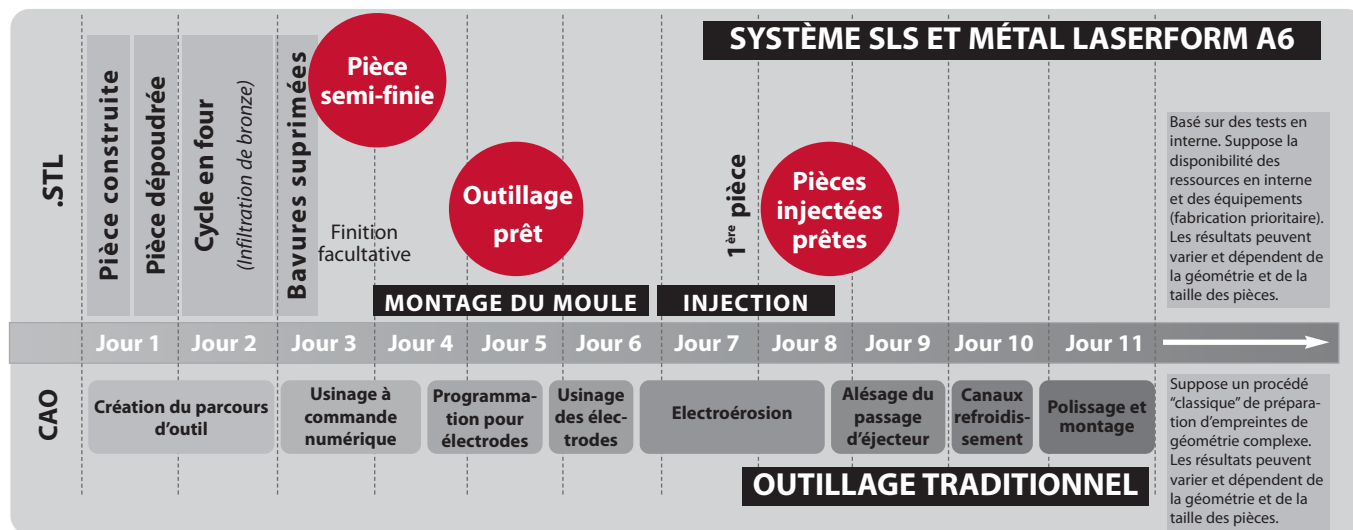 SYSTÈME SLS ET MÉTAL LASERFORM A6
.STL
Pièce construite
Pièce dépoudrée
Cycle en four
(Infiltration de bronze)
Bavures suprimées
Pièce
semi-finie
Finition
facultative
Outillage
prêt
1ère pièce
Pièces
injectées
prêtes
MONTAGE DU MOULE
INJECTION
Basé sur des tests en
interne. Suppose la
disponibilité des
ressources en interne
et des équipements
(fabrication prioritaire).
Les résultats peuvent
varier et dépendent de
la géométrie et de la
taille des pièces.
Jour 1 Jour 2 Jour 3 Jour 4 Jour 5 Jour 6 Jour 7 Jour 8 Jour 9 Jour 10 Jour 11
CAO
Création du parcours
d'outil
Usinage à
commande
numérique
Programma-
tion pour
électrodes
Usinage
des élec-
trodes
Electroérosion
Alésage du
passage
d'éjecteur
Canaux
refroidis-
sement
Polissage et
montage
Suppose un procédé
"classique" de prépara-
tion d'empreintes de
géométrie complexe.
Les résultats peuvent
varier et dépendent de
la géométrie et de la
taille des pièces.
OUTILLAGE TRADITIONNEL